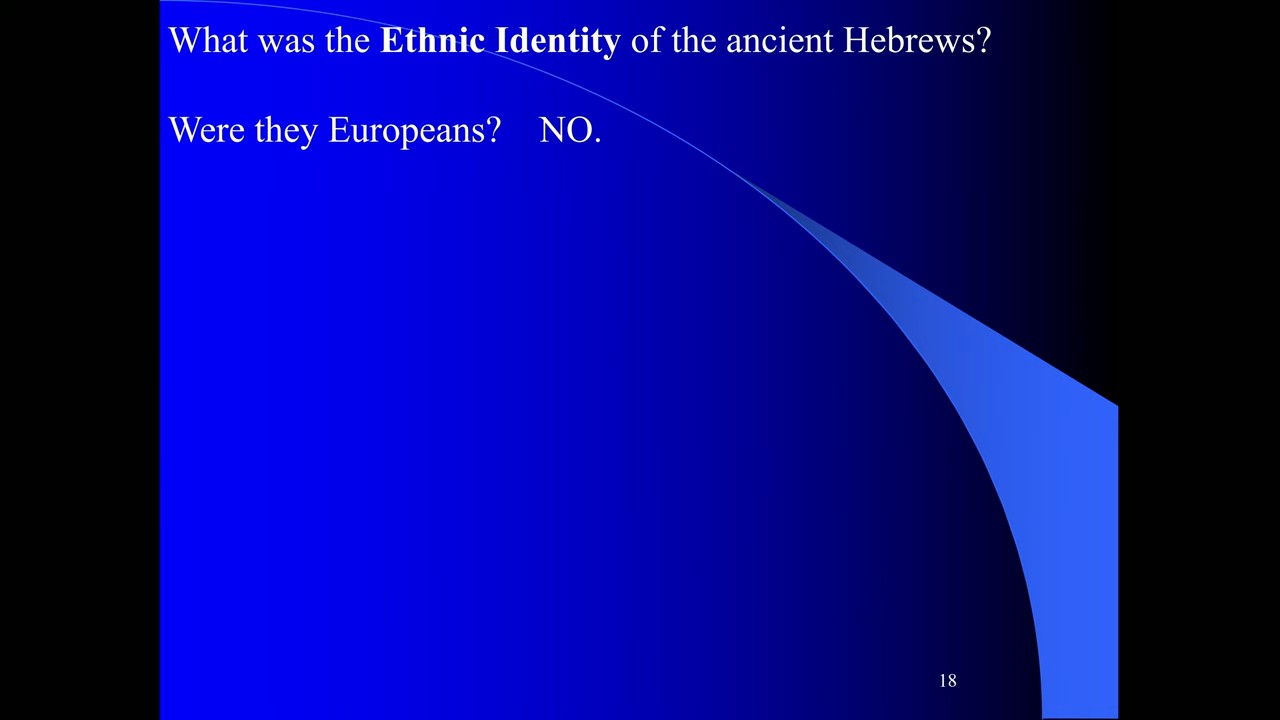 What was the Ethnic Identity of the ancient Hebrews?
Were they Europeans? NO.
18